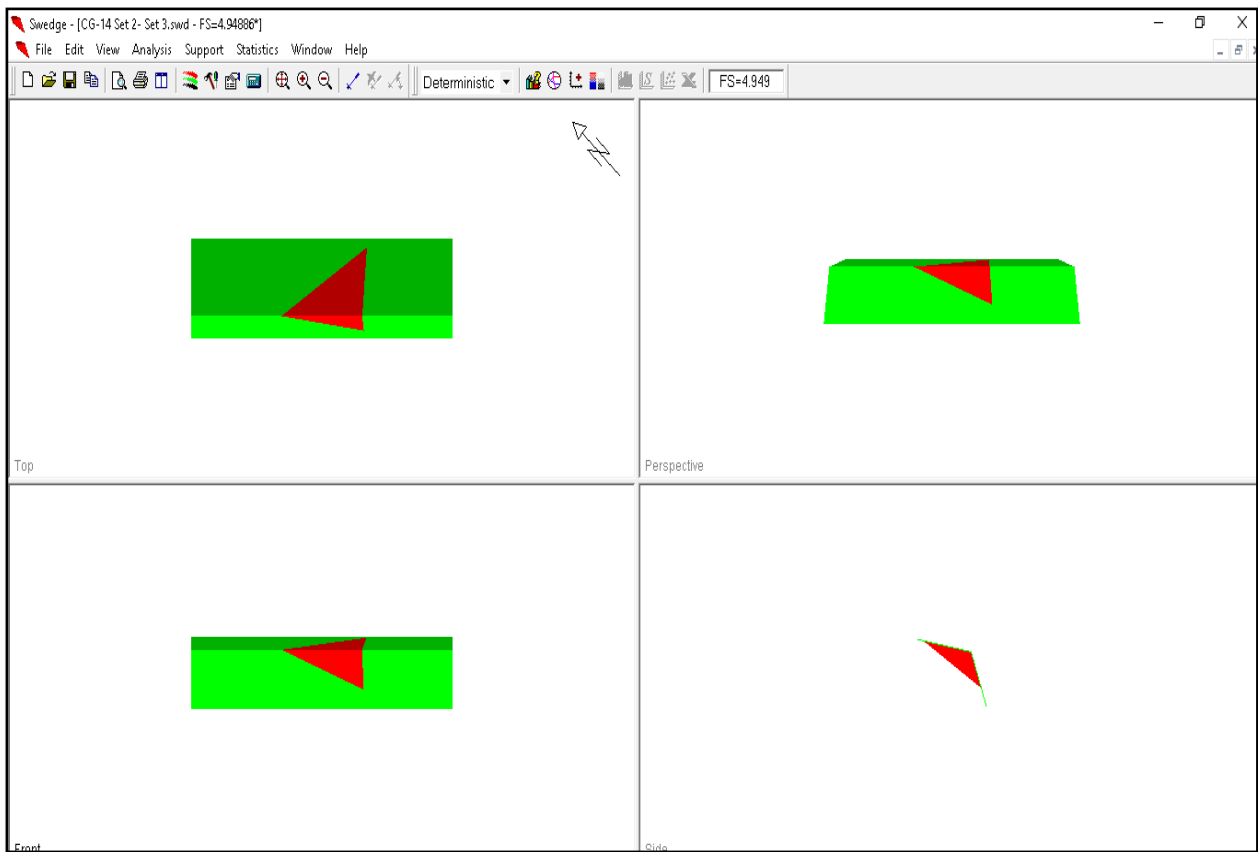 Swedge - [CG-14 Set 2- Set 3.swd - FS=4.94886*]
File Edit View Analysis Support Statistics Window Help
Deterministic FS=4.949
Top
Perspective
Front
Side